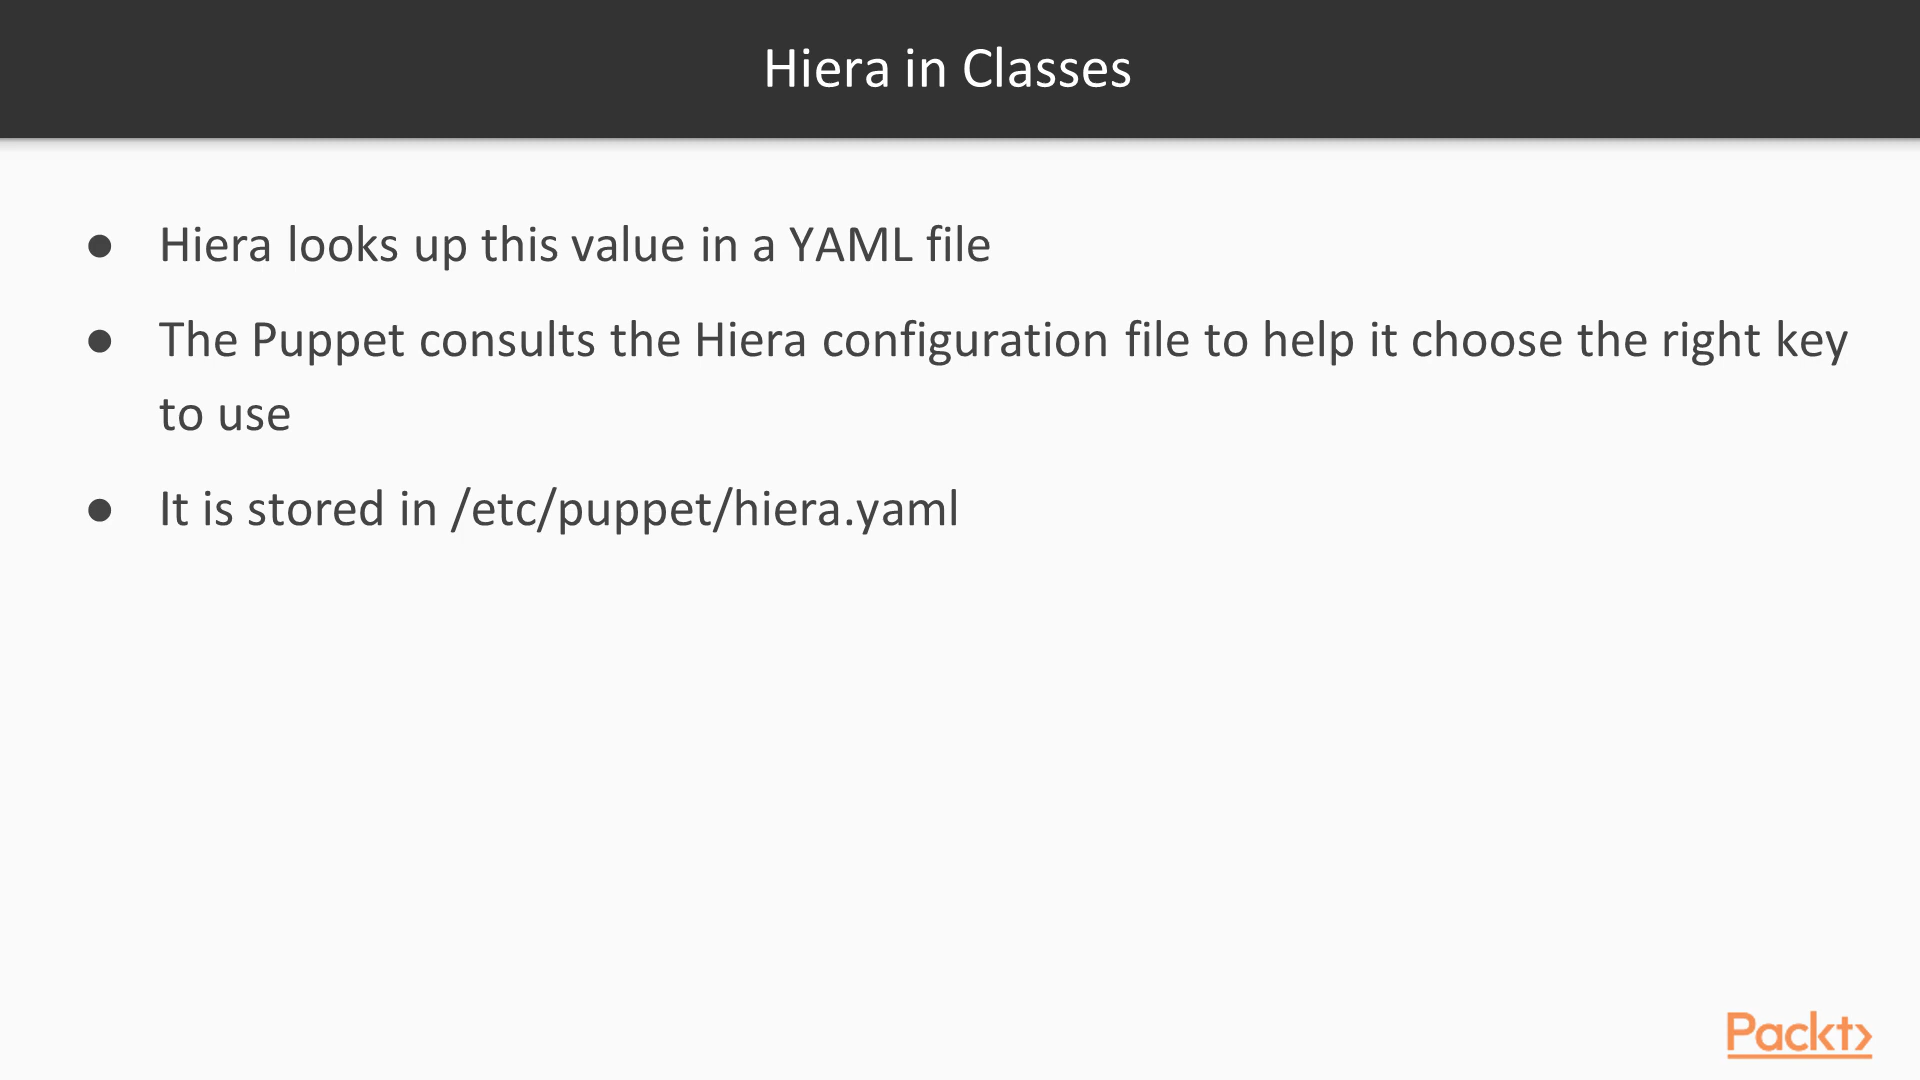 Hiera in Classes
● Hiera looks up this value in a YAML file
● The Puppet consults the Hiera configuration file to help it choose the right key
to use
● It is stored in /etc/puppet/hiera.yaml
Packt>